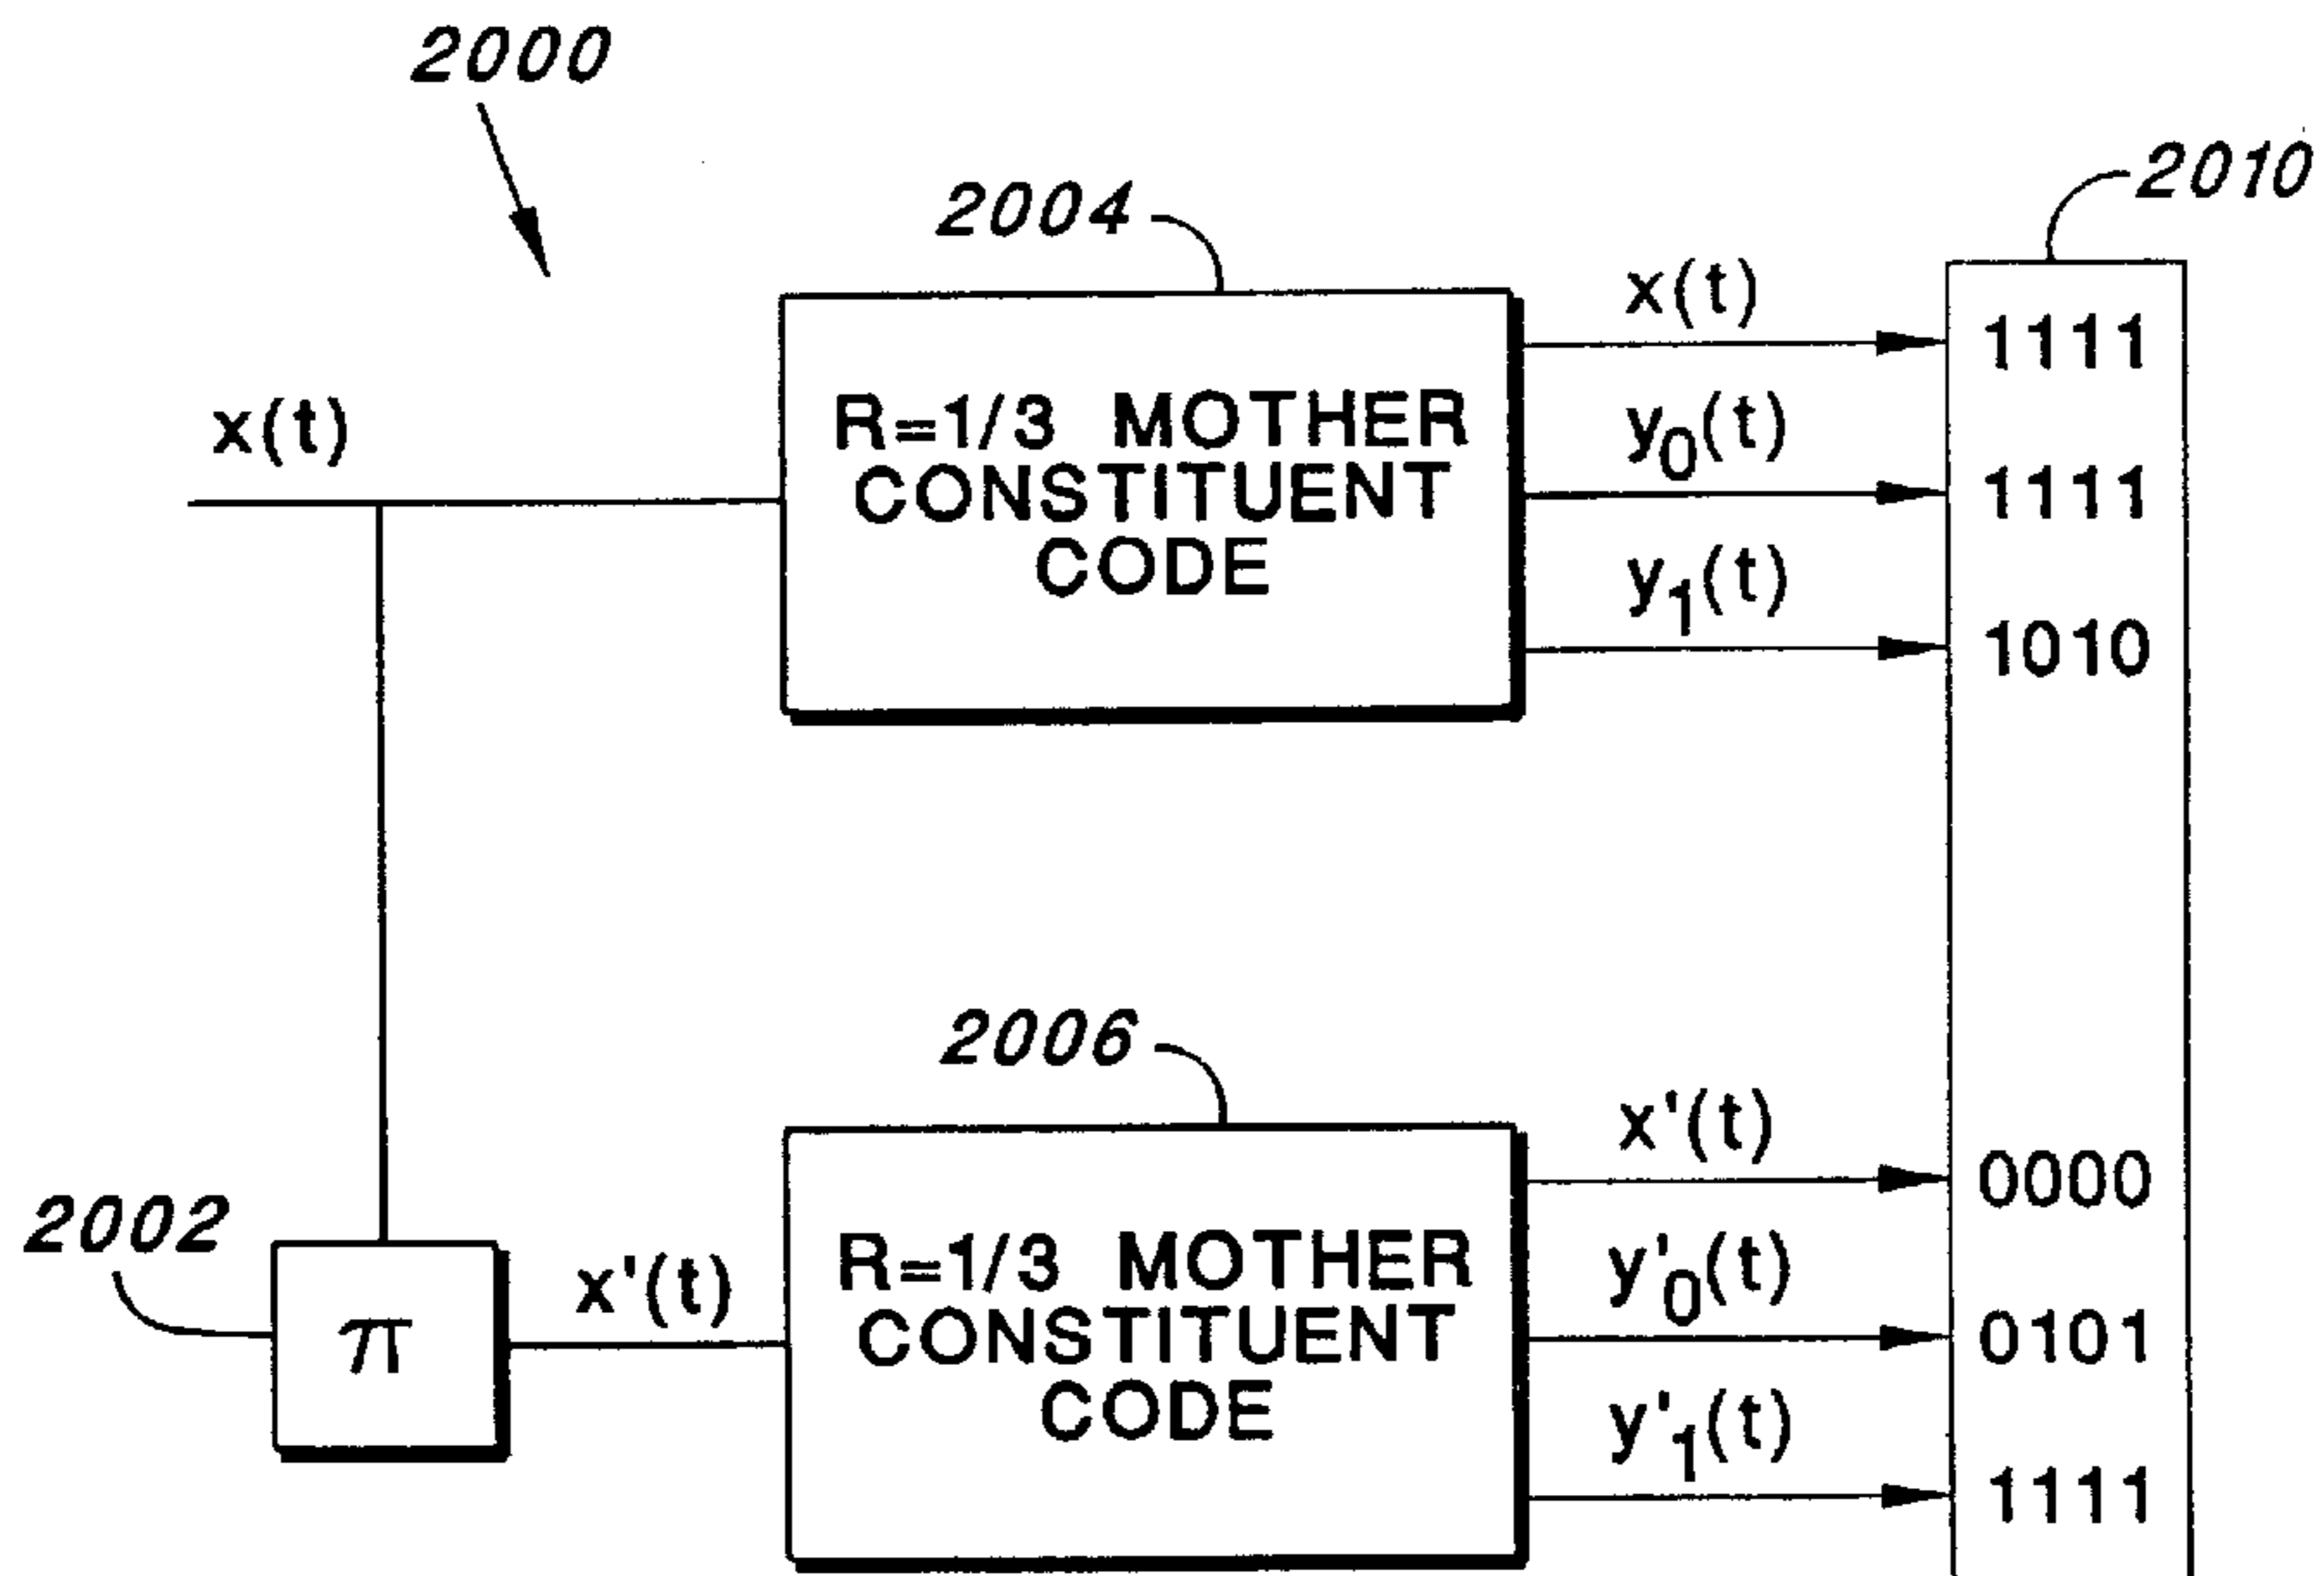 2000
2010
2004
x(t)
1111
x(t)
R=1/3 MOTHER
CONSTITUENT
CODE
y0(t)
1111
y1(t)
1010
2006
x'(t)
0000
2002
π
x'(t)
R=1/3 MOTHER
CONSTITUENT
CODE
y'0(t)
0101
y'1(t)
1111